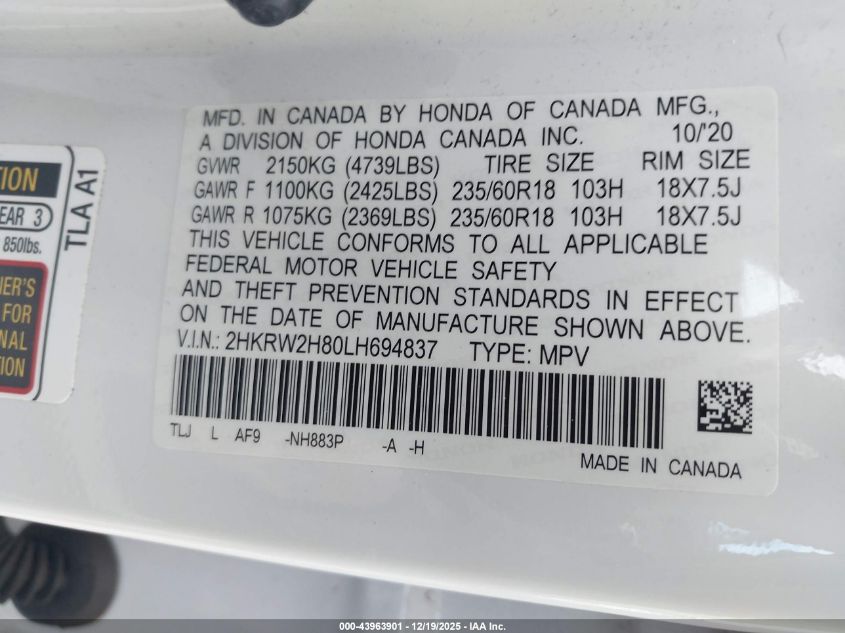 MFD. IN CANADA BY HONDA OF CANADA MFG.,
A DIVISION OF HONDA CANADA INC. 10/'20
GVWR 2150KG (4739LBS) TIRE SIZE RIM SIZE
GAWR F 1100KG (2425LBS) 235/60R18 103H 18X7.5J
GAWR R 1075KG (2369LBS) 235/60R18 103H 18X7.5J
THIS VEHICLE CONFORMS TO ALL APPLICABLE
FEDERAL MOTOR VEHICLE SAFETY
AND THEFT PREVENTION STANDARDS IN EFFECT
ON THE DATE OF MANUFACTURE SHOWN ABOVE.
V.I.N.: 2HKRW2H80LH694837 TYPE: MPV
TLJ L AF9 -NH883P -A -H
MADE IN CANADA
TION
EAR 3
850lbs.
TLA A1
ER'S
FOR
NAL
TION
000-43963901 - 12/19/2025 - IAA Inc.